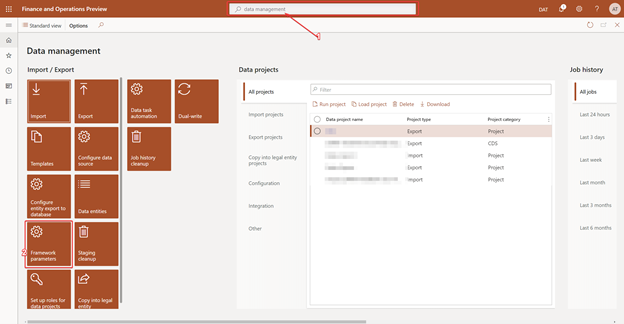 Finance and Operations Preview
data management
DAT
1
?
AT
Standard view
Options
1
Data management
Import / Export
Import
Export
Data task
automation
Dual-write
Templates
Configure data
source
Job history
cleanup
Configure
entity export to
database
Data entities
2
Framework
parameters
Staging
cleanup
Set up roles for
data projects
Copy into legal
entity
Data projects
All projects
Import projects
Export projects
Copy into legal entity
projects
Configuration
Integration
Other
Filter
Run project
Load project
Delete
Download
Data project name
Project type
Project category
Export
Project
Export
CDS
Import
Project
Export
Project
Import
Project
Job history
All jobs
Last 24 hours
Last 3 days
Last week
Last month
Last 3 months
Last 6 months